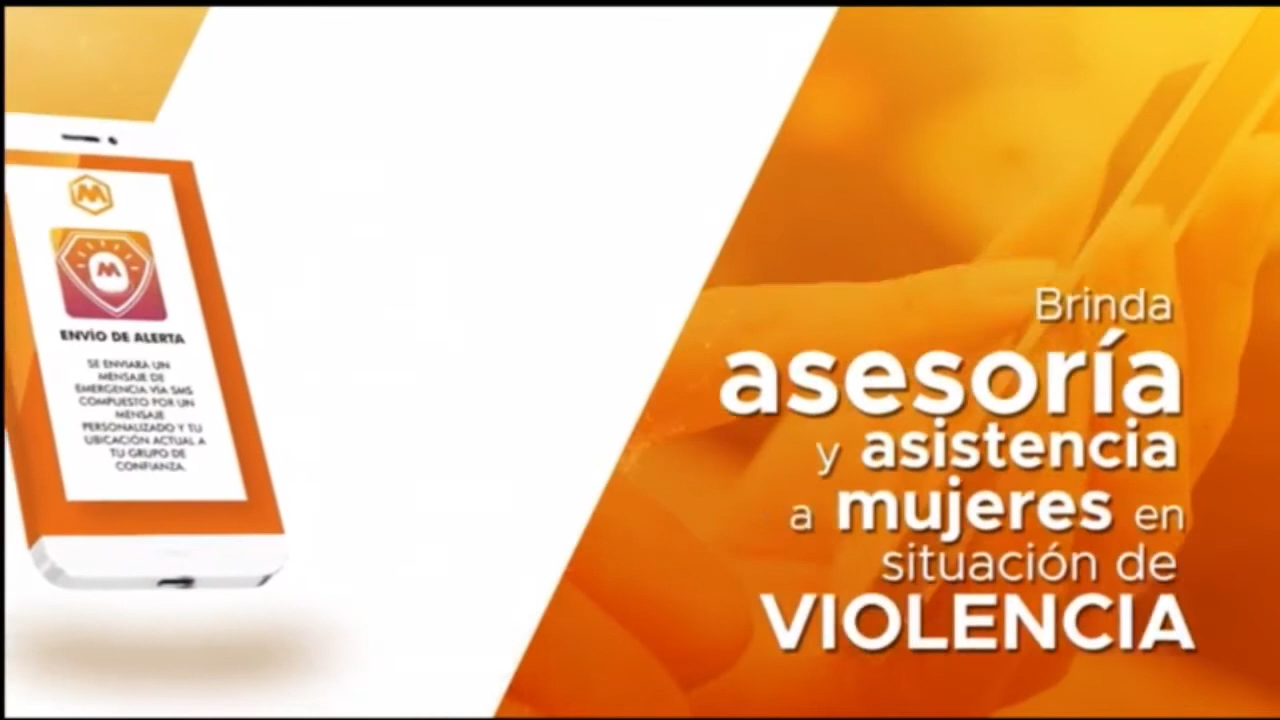 M
M
ENVÍO DE ALERTA
SE ENVIARA UN
MENSAJE DE
EMERGENCIA VÍA SMS
COMPUESTO POR UN
MENSAJE
PERSONALIZADO Y TU
UBICACIÓN ACTUAL A
TU GRUPO DE
CONFIANZA.
Brinda
asesoría
y asistencia
a mujeres en
situación de
VIOLENCIA